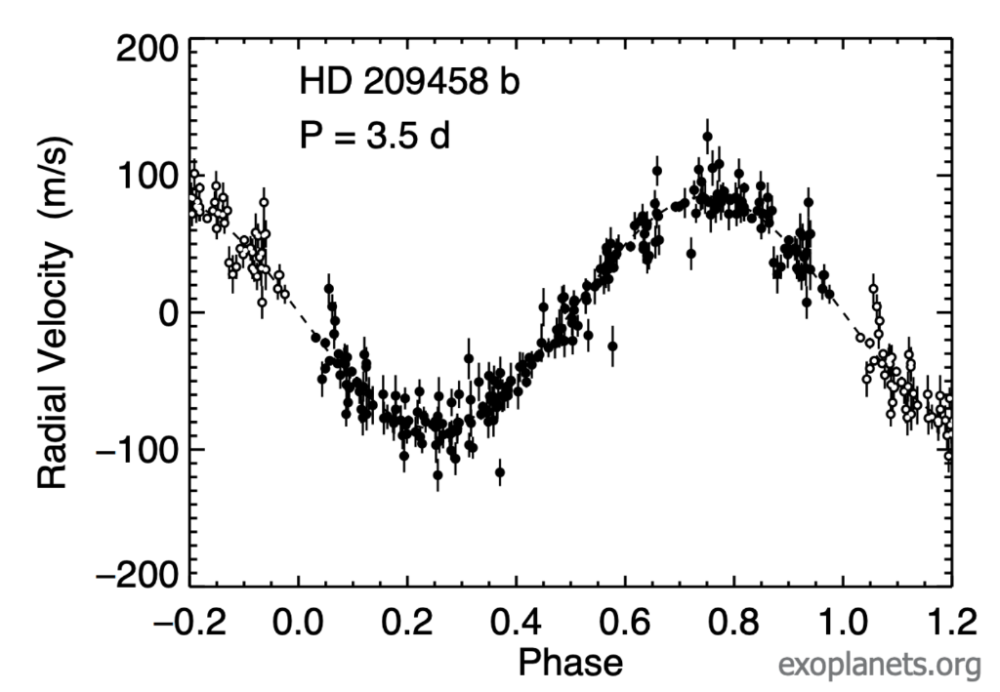 HD 209458 b
P = 3.5 d
200
100
0
−100
−200
Radial Velocity (m/s)
−0.2 0.0 0.2 0.4 0.6 0.8 1.0 1.2
Phase
exoplanets.org